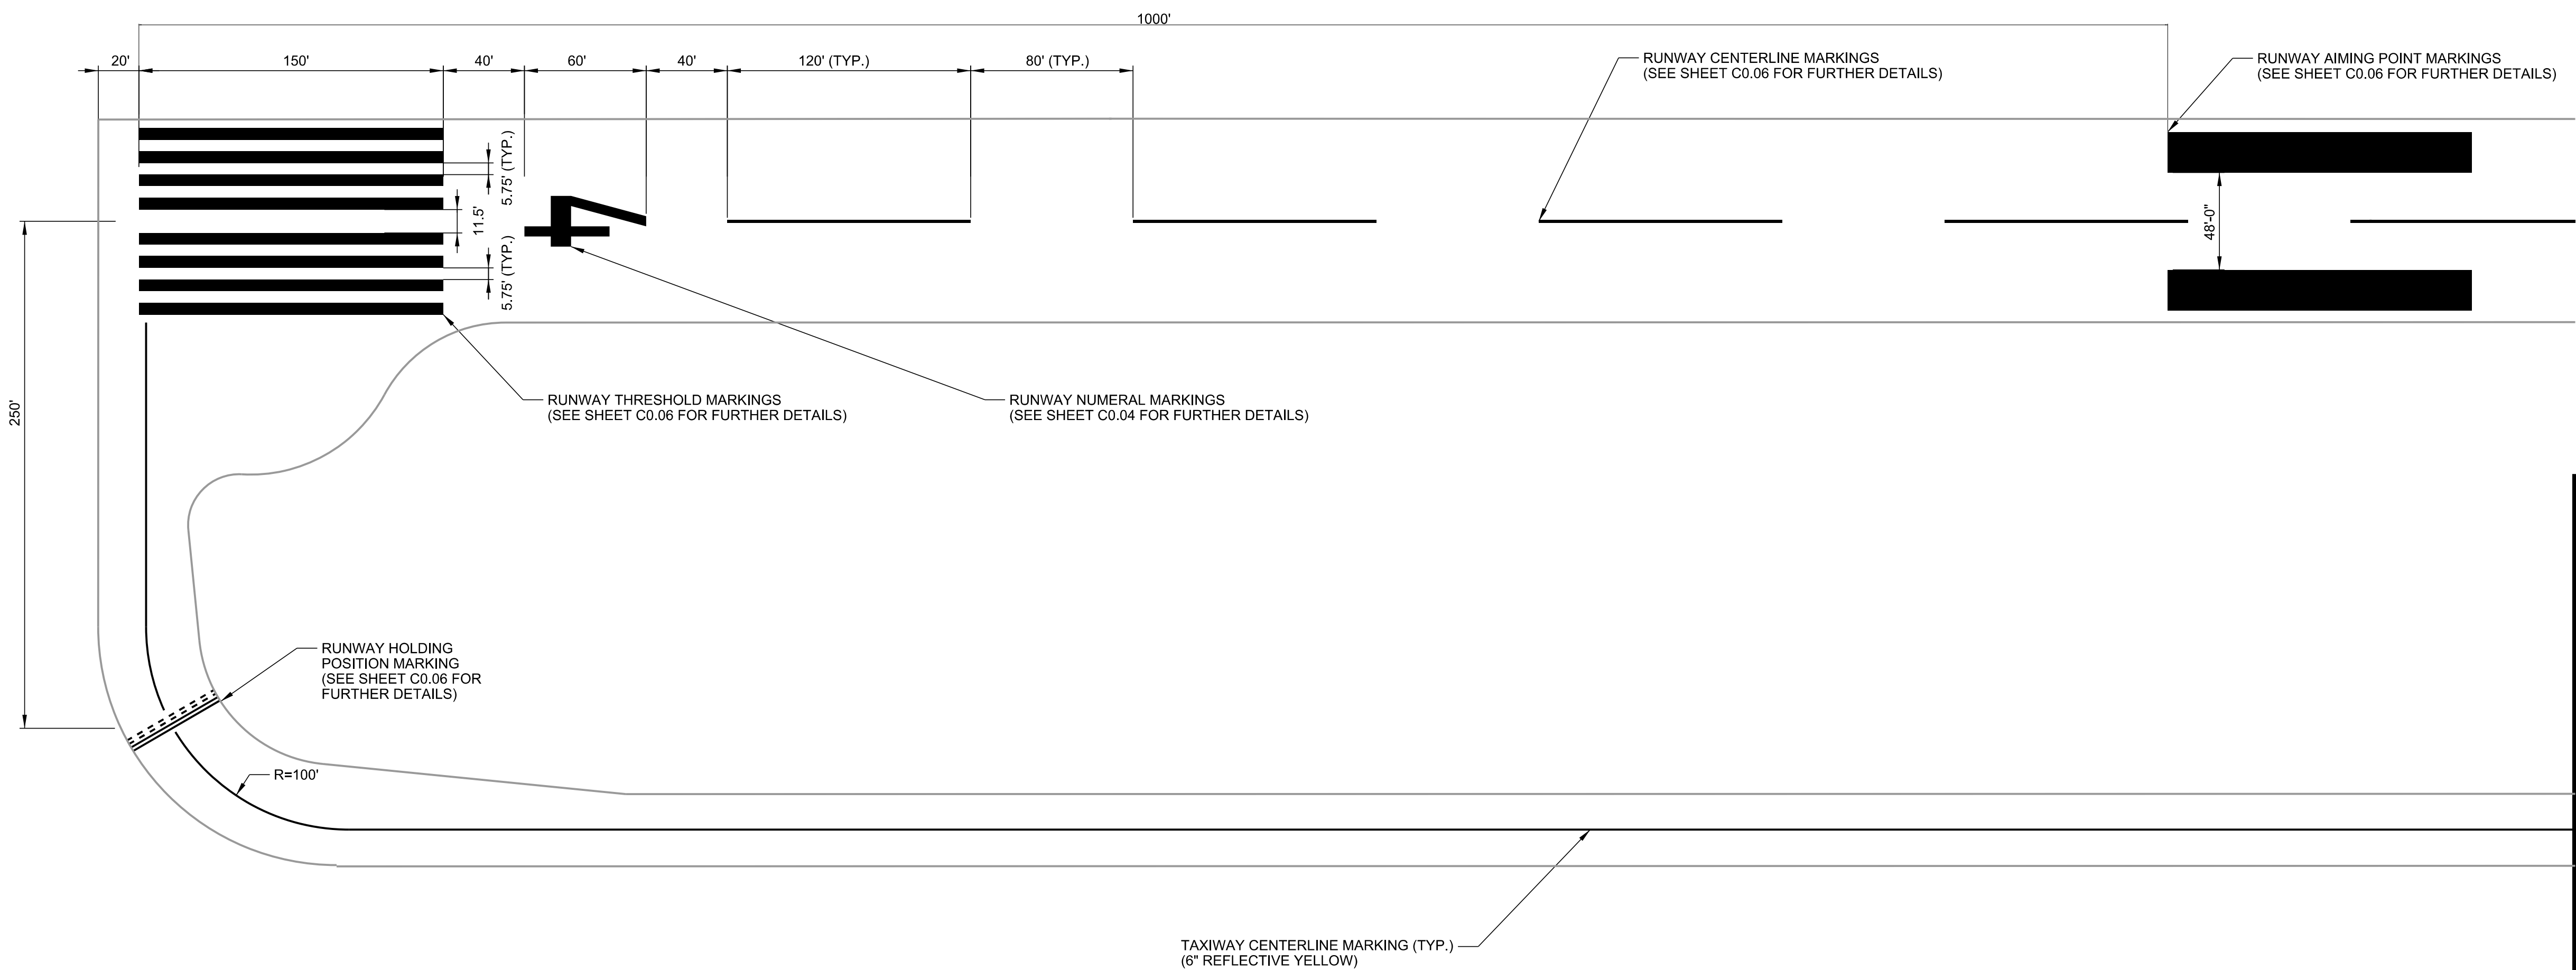 1000'
20'
150'
40'
60'
40'
120' (TYP.)
80' (TYP.)
RUNWAY CENTERLINE MARKINGS
(SEE SHEET C0.06 FOR FURTHER DETAILS)
RUNWAY AIMING POINT MARKINGS
(SEE SHEET C0.06 FOR FURTHER DETAILS)
5.75' (TYP.)
11.5'
5.75' (TYP.)
4
48'-0"
250'
RUNWAY THRESHOLD MARKINGS
(SEE SHEET C0.06 FOR FURTHER DETAILS)
RUNWAY NUMERAL MARKINGS
(SEE SHEET C0.04 FOR FURTHER DETAILS)
RUNWAY HOLDING
POSITION MARKING
(SEE SHEET C0.06 FOR
FURTHER DETAILS)
R=100'
TAXIWAY CENTERLINE MARKING (TYP.)
(6" REFLECTIVE YELLOW)